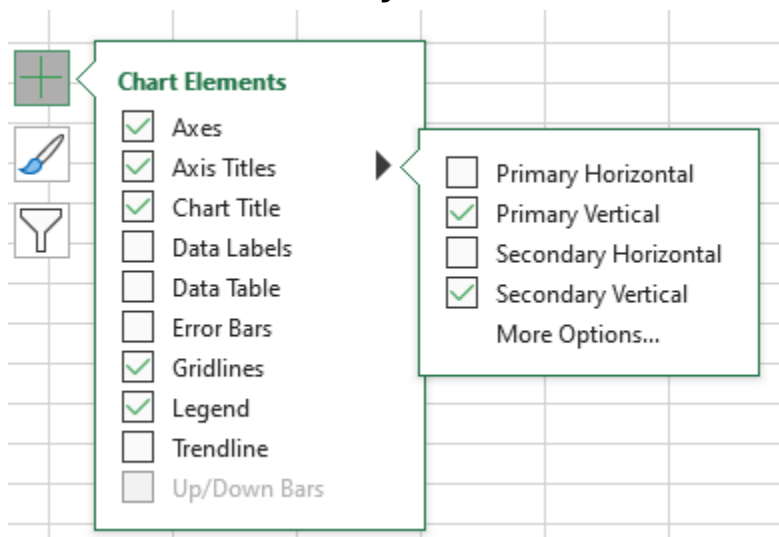 Chart Elements
Axes
Axis Titles
Chart Title
Data Labels
Data Table
Error Bars
Gridlines
Legend
Trendline
Up/Down Bars
Primary Horizontal
Primary Vertical
Secondary Horizontal
Secondary Vertical
More Options...